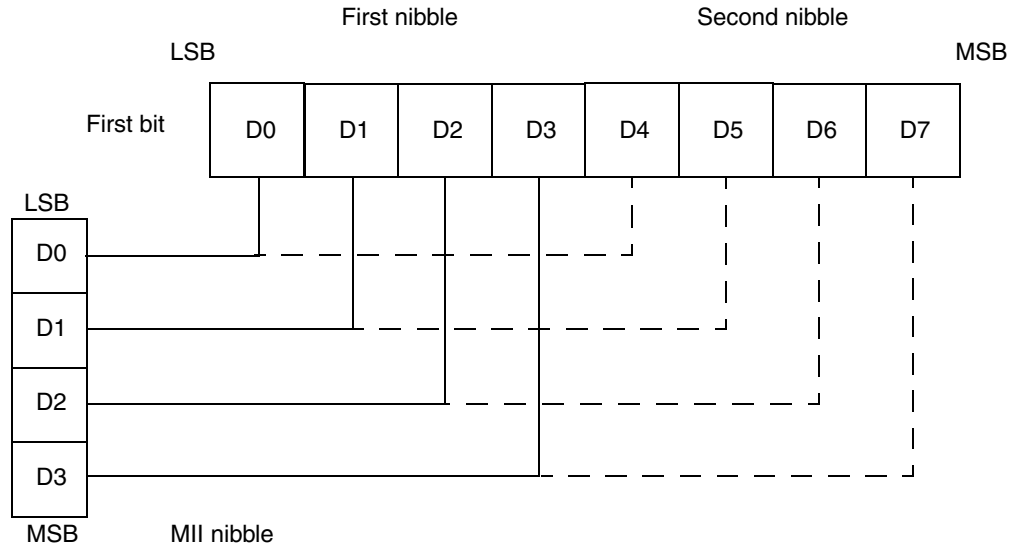 First nibble Second nibble
LSB MSB
First bit D0 D1 D2 D3 D4 D5 D6 D7
LSB
D0
D1
D2
D3
MSB MII nibble